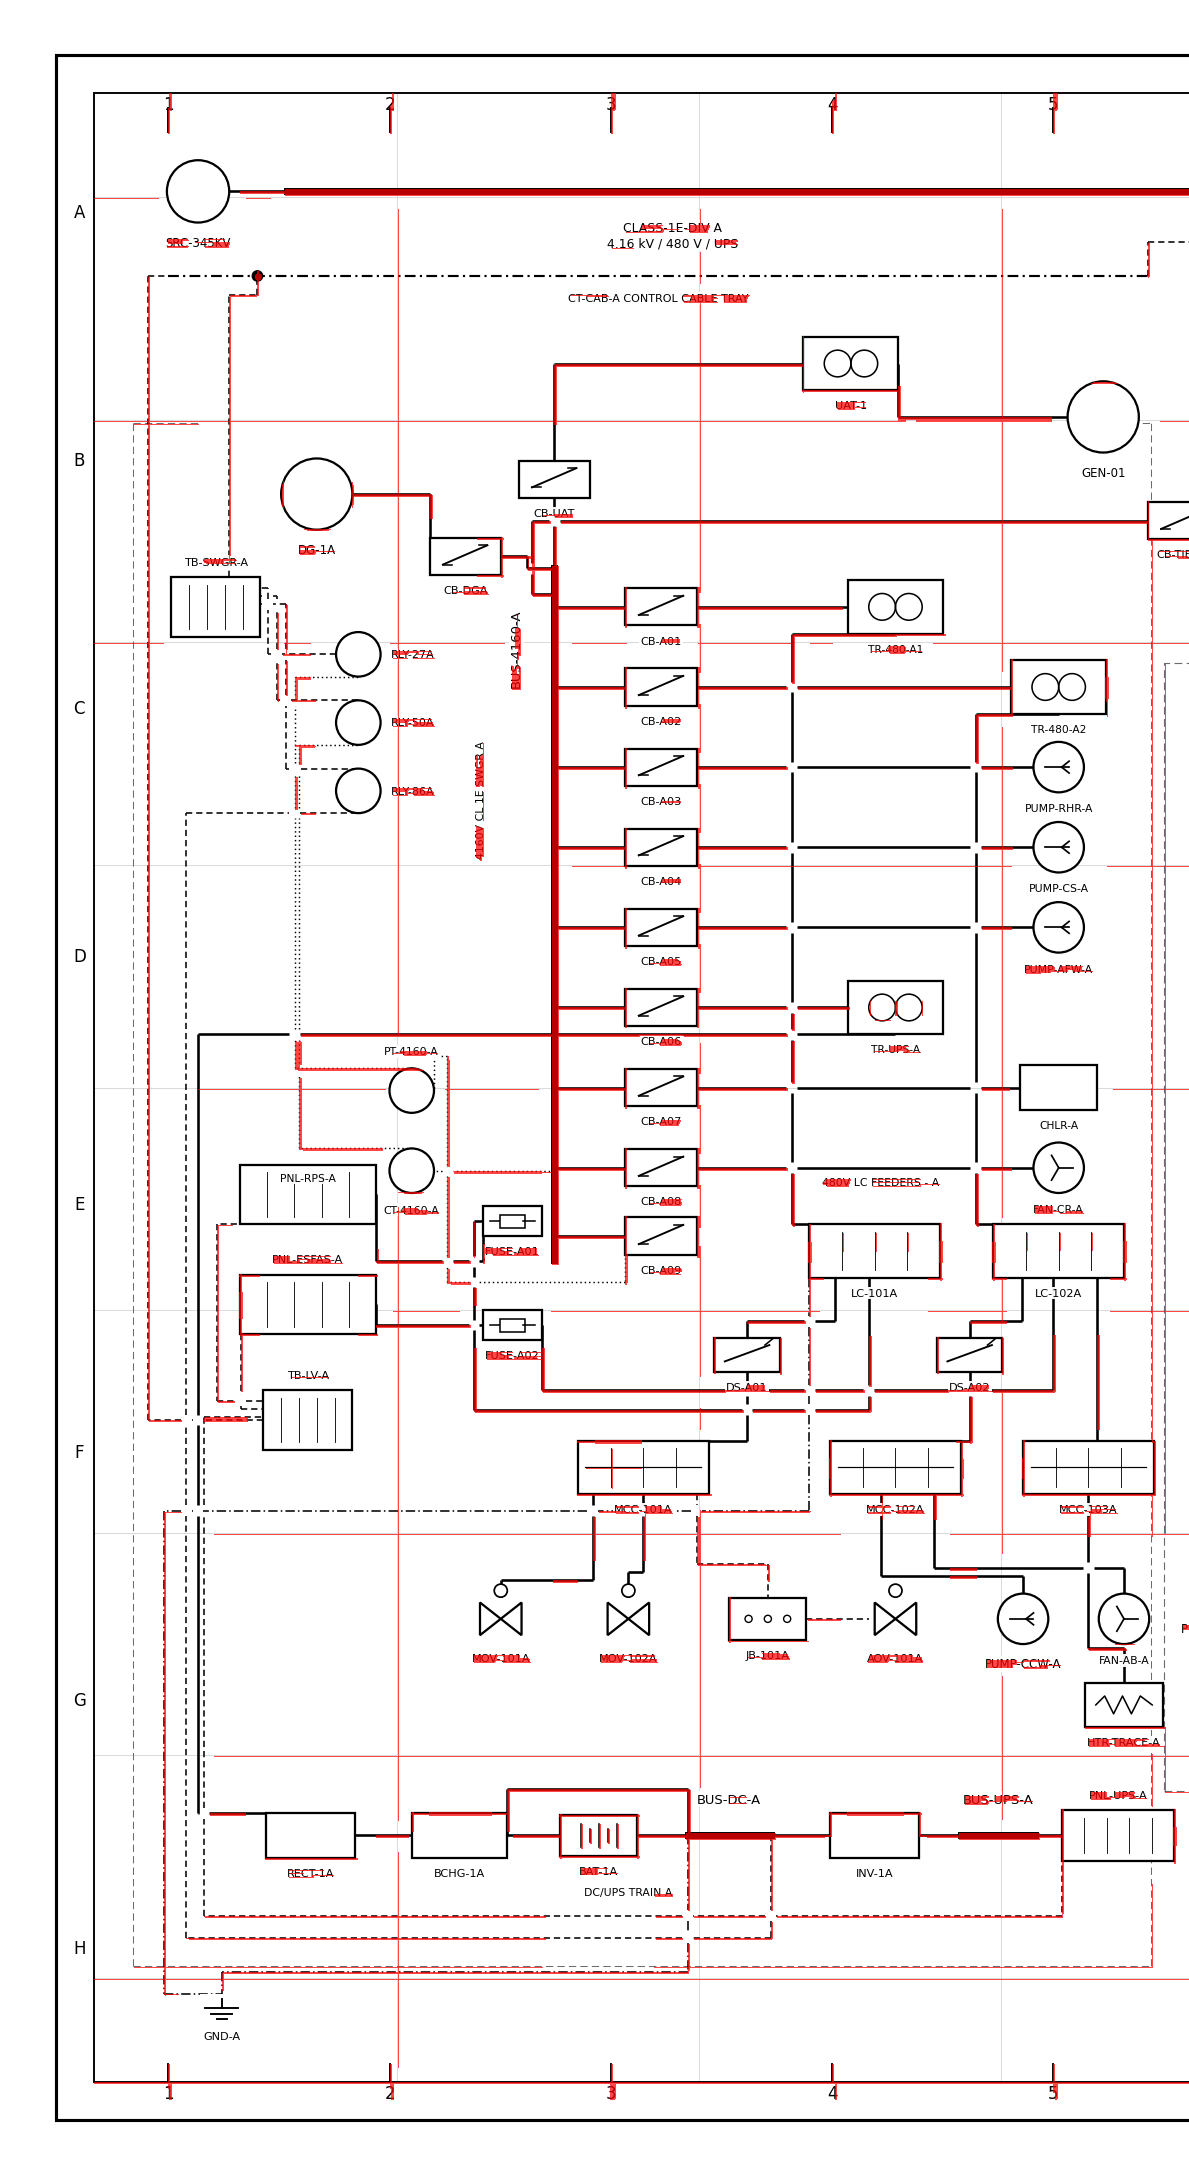 1 2 3 4 5
A
SRC-345KV
CLASS-1E-DIV A
4.16 kV / 480 V / UPS
CT-CAB-A CONTROL CABLE TRAY
UAT-1
B
GEN-01
CB-UAT
DG-1A
CB-TIE
TB-SWGR-A
CB-DGA
BUS-4160-A
CB-A01
TR-480-A1
RLY-27A
C
CB-A02
RLY-50A
TR-480-A2
4160V CL 1E SWGR A
RLY-86A
CB-A03
PUMP-RHR-A
CB-A04
PUMP-CS-A
D
CB-A05
PUMP-AFW-A
CB-A06
TR-UPS-A
PT-4160-A
CB-A07
CHLR-A
PNL-RPS-A
480V LC FEEDERS - A
E
CB-A08
FAN-CR-A
CT-4160-A
FUSE-A01
PNL-ESFAS-A
CB-A09
LC-101A
LC-102A
FUSE-A02
TB-LV-A
DS-A01
DS-A02
F
MCC-101A
MCC-102A
MCC-103A
P
MOV-101A
MOV-102A
JB-101A
AOV-101A
PUMP-CCW-A
FAN-AB-A
G
HTR-TRACE-A
BUS-DC-A
BUS-UPS-A
PNL-UPS-A
RECT-1A
BCHG-1A
BAT-1A
INV-1A
DC/UPS TRAIN A
H
GND-A
1 2 3 4 5